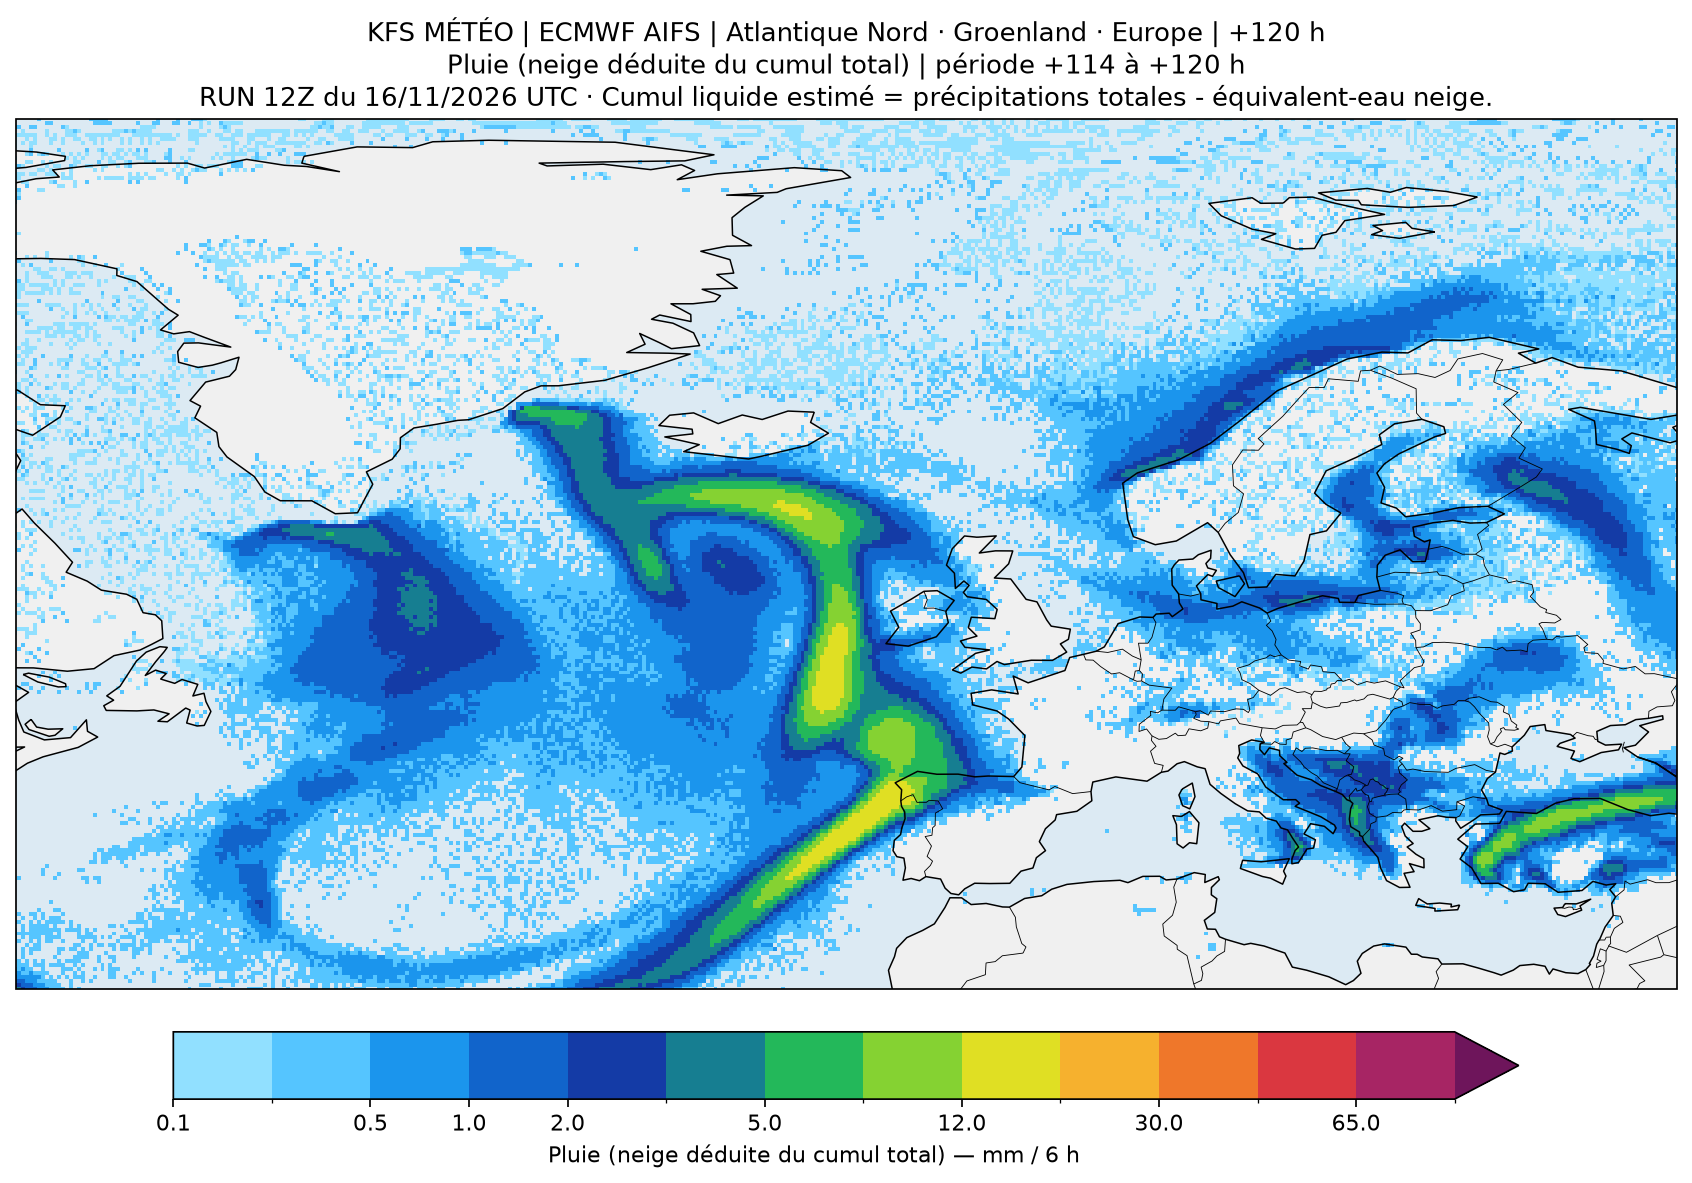 KFS MÉTÉO | ECMWF AIFS | Atlantique Nord · Groenland · Europe | +120 h
Pluie (neige déduite du cumul total) | période +114 à +120 h
RUN 12Z du 16/11/2026 UTC · Cumul liquide estimé = précipitations totales - équivalent-eau neige.
0.1 0.5 1.0 2.0 5.0 12.0 30.0 65.0
Pluie (neige déduite du cumul total) — mm / 6 h